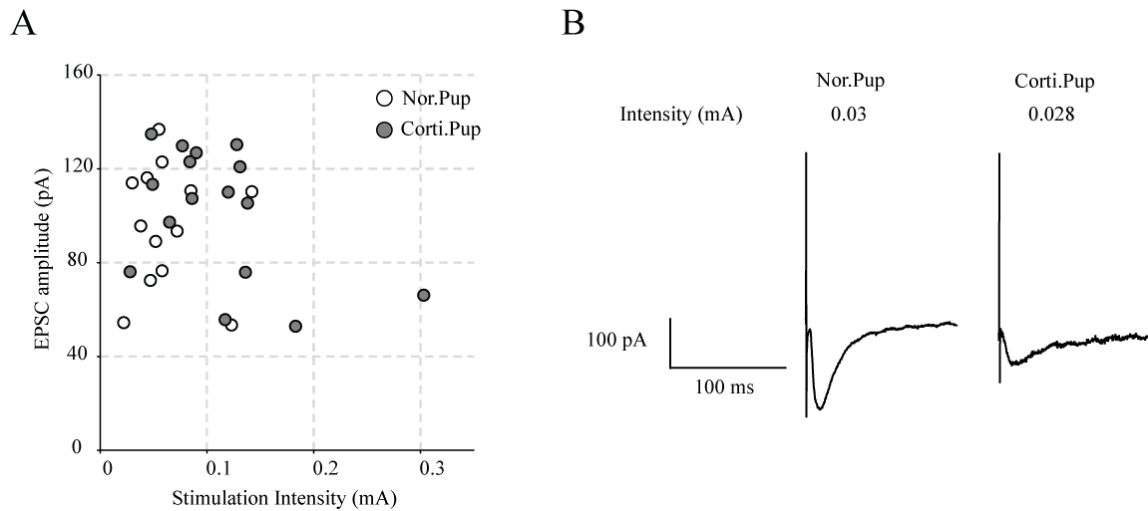 A
160
120
80
40
0
EPSC amplitude (pA)
Nor.Pup
Corti.Pup
0 0.1 0.2 0.3
Stimulation Intensity (mA)
B
Nor.Pup Corti.Pup
Intensity (mA) 0.03 0.028
100 pA
100 ms